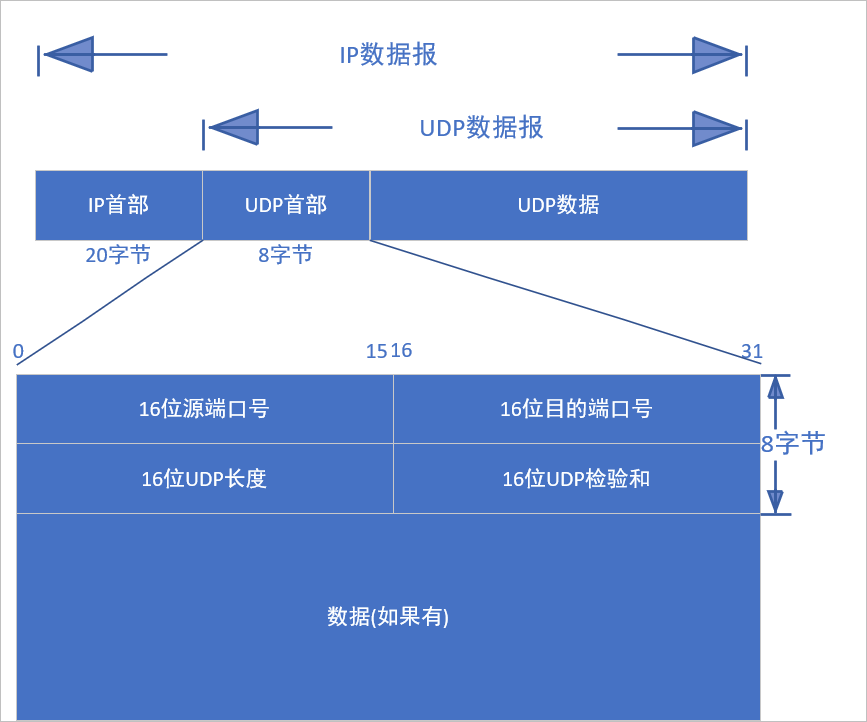 IP数据报
UDP数据报
IP首部 UDP首部 UDP数据
20字节 8字节
0 15 16 31
16位源端口号 16位目的端口号
8字节
16位UDP长度 16位UDP检验和
数据(如果有)